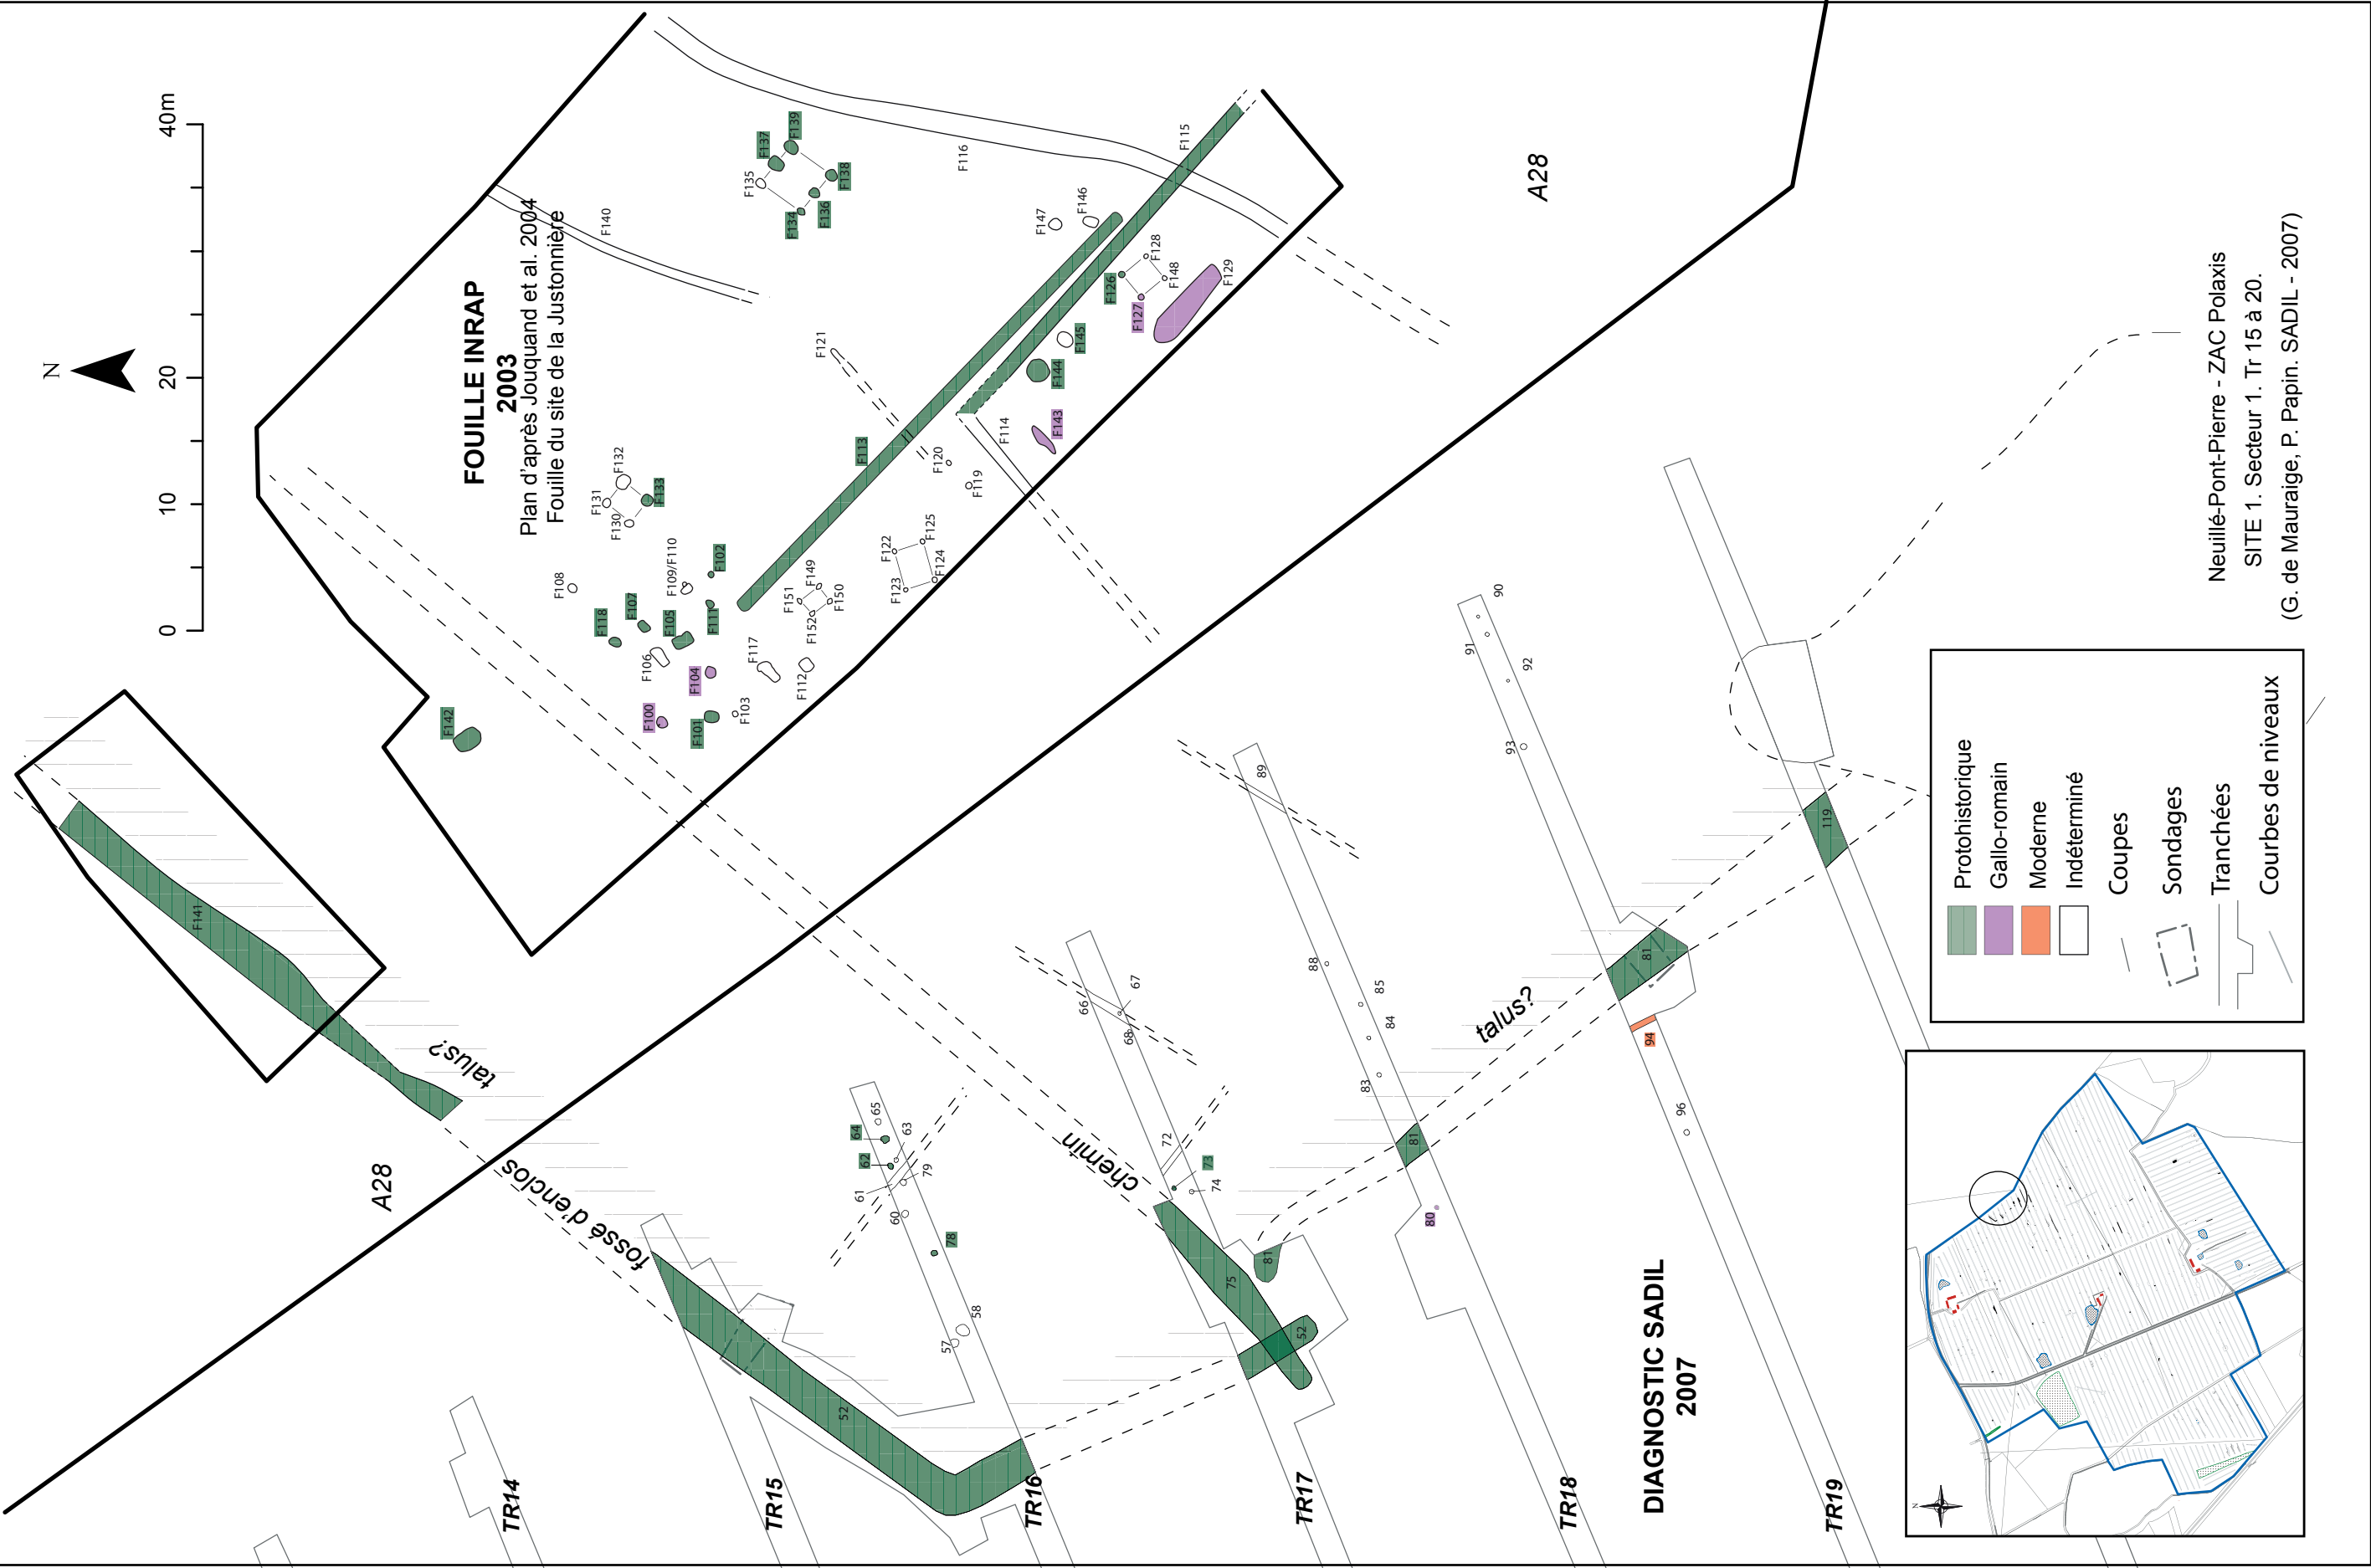 N
0
10
20
40m
FOUILLE INRAP
2003
Plan d'après Jouquand et al. 2004
Fouille du site de la Justonnière
F140
F137
F139
F135
F138
F134
F136
F116
F115
F147
F146
F128
F148
F126
F127
F129
F145
F144
F143
F114
F121
F113
F120
F119
F132
F131
F130
F133
F108
F109/F110
F102
F118
F107
F105
F111
F106
F104
F100
F101
F103
F117
F112
F151
F149
F150
F152
F122
F125
F123
F124
F142
F141
talus?
A28
A28
fossé d'enclos
chemin
talus?
52
57
58
78
60
61
62
64
65
63
79
66
67
68
72
73
74
75
81
52
89
88
85
84
83
81
80
90
91
92
93
81
94
96
119
TR14
TR15
TR16
TR17
TR18
TR19
DIAGNOSTIC SADIL
2007
Protohistorique
Gallo-romain
Moderne
Indéterminé
Coupes
Sondages
Tranchées
Courbes de niveaux
N
Neuillé-Pont-Pierre - ZAC Polaxis
SITE 1. Secteur 1. Tr 15 à 20.
(G. de Mauraige, P. Papin. SADIL - 2007)